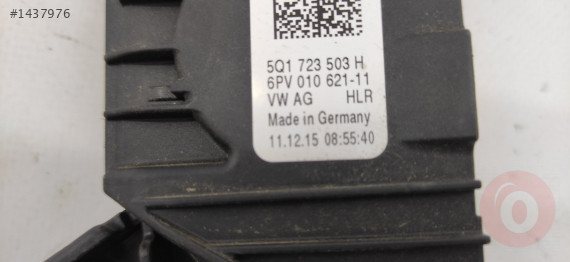 #1437976
5Q1 723 503 H
6PV 010 621-11
VW AG HLR
Made in Germany
11.12.15 08:55:40